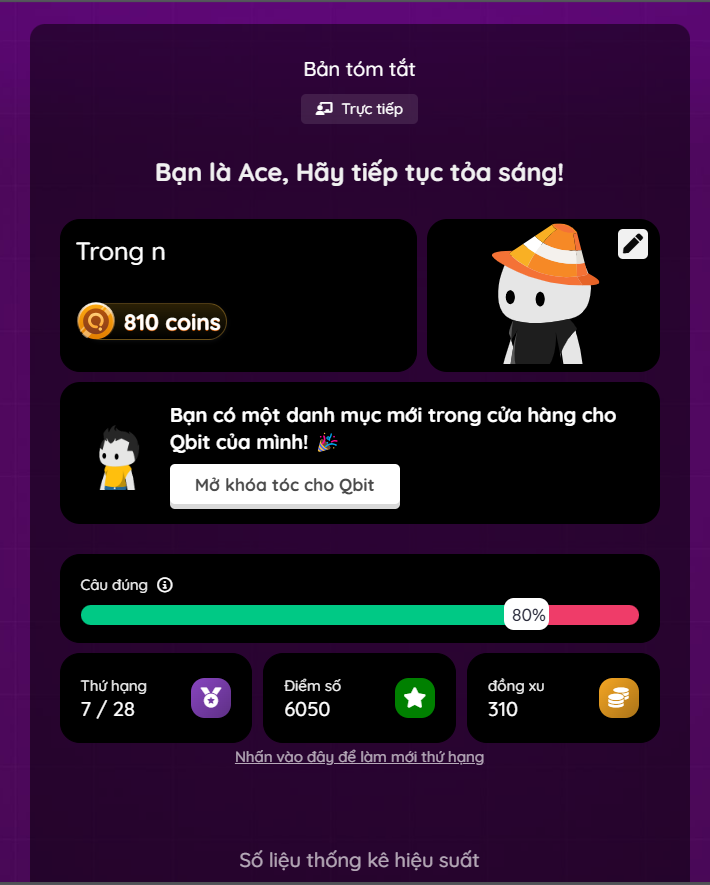 Bản tóm tắt
Trực tiếp
Bạn là Ace, Hãy tiếp tục tỏa sáng!
Trong n
810 coins
Bạn có một danh mục mới trong cửa hàng cho
Qbit của mình! 🎉
Mở khóa tóc cho Qbit
Câu đúng
80%
Thứ hạng
7 / 28
Điểm số
6050
đồng xu
310
Nhấn vào đây để làm mới thứ hạng
Số liệu thống kê hiệu suất